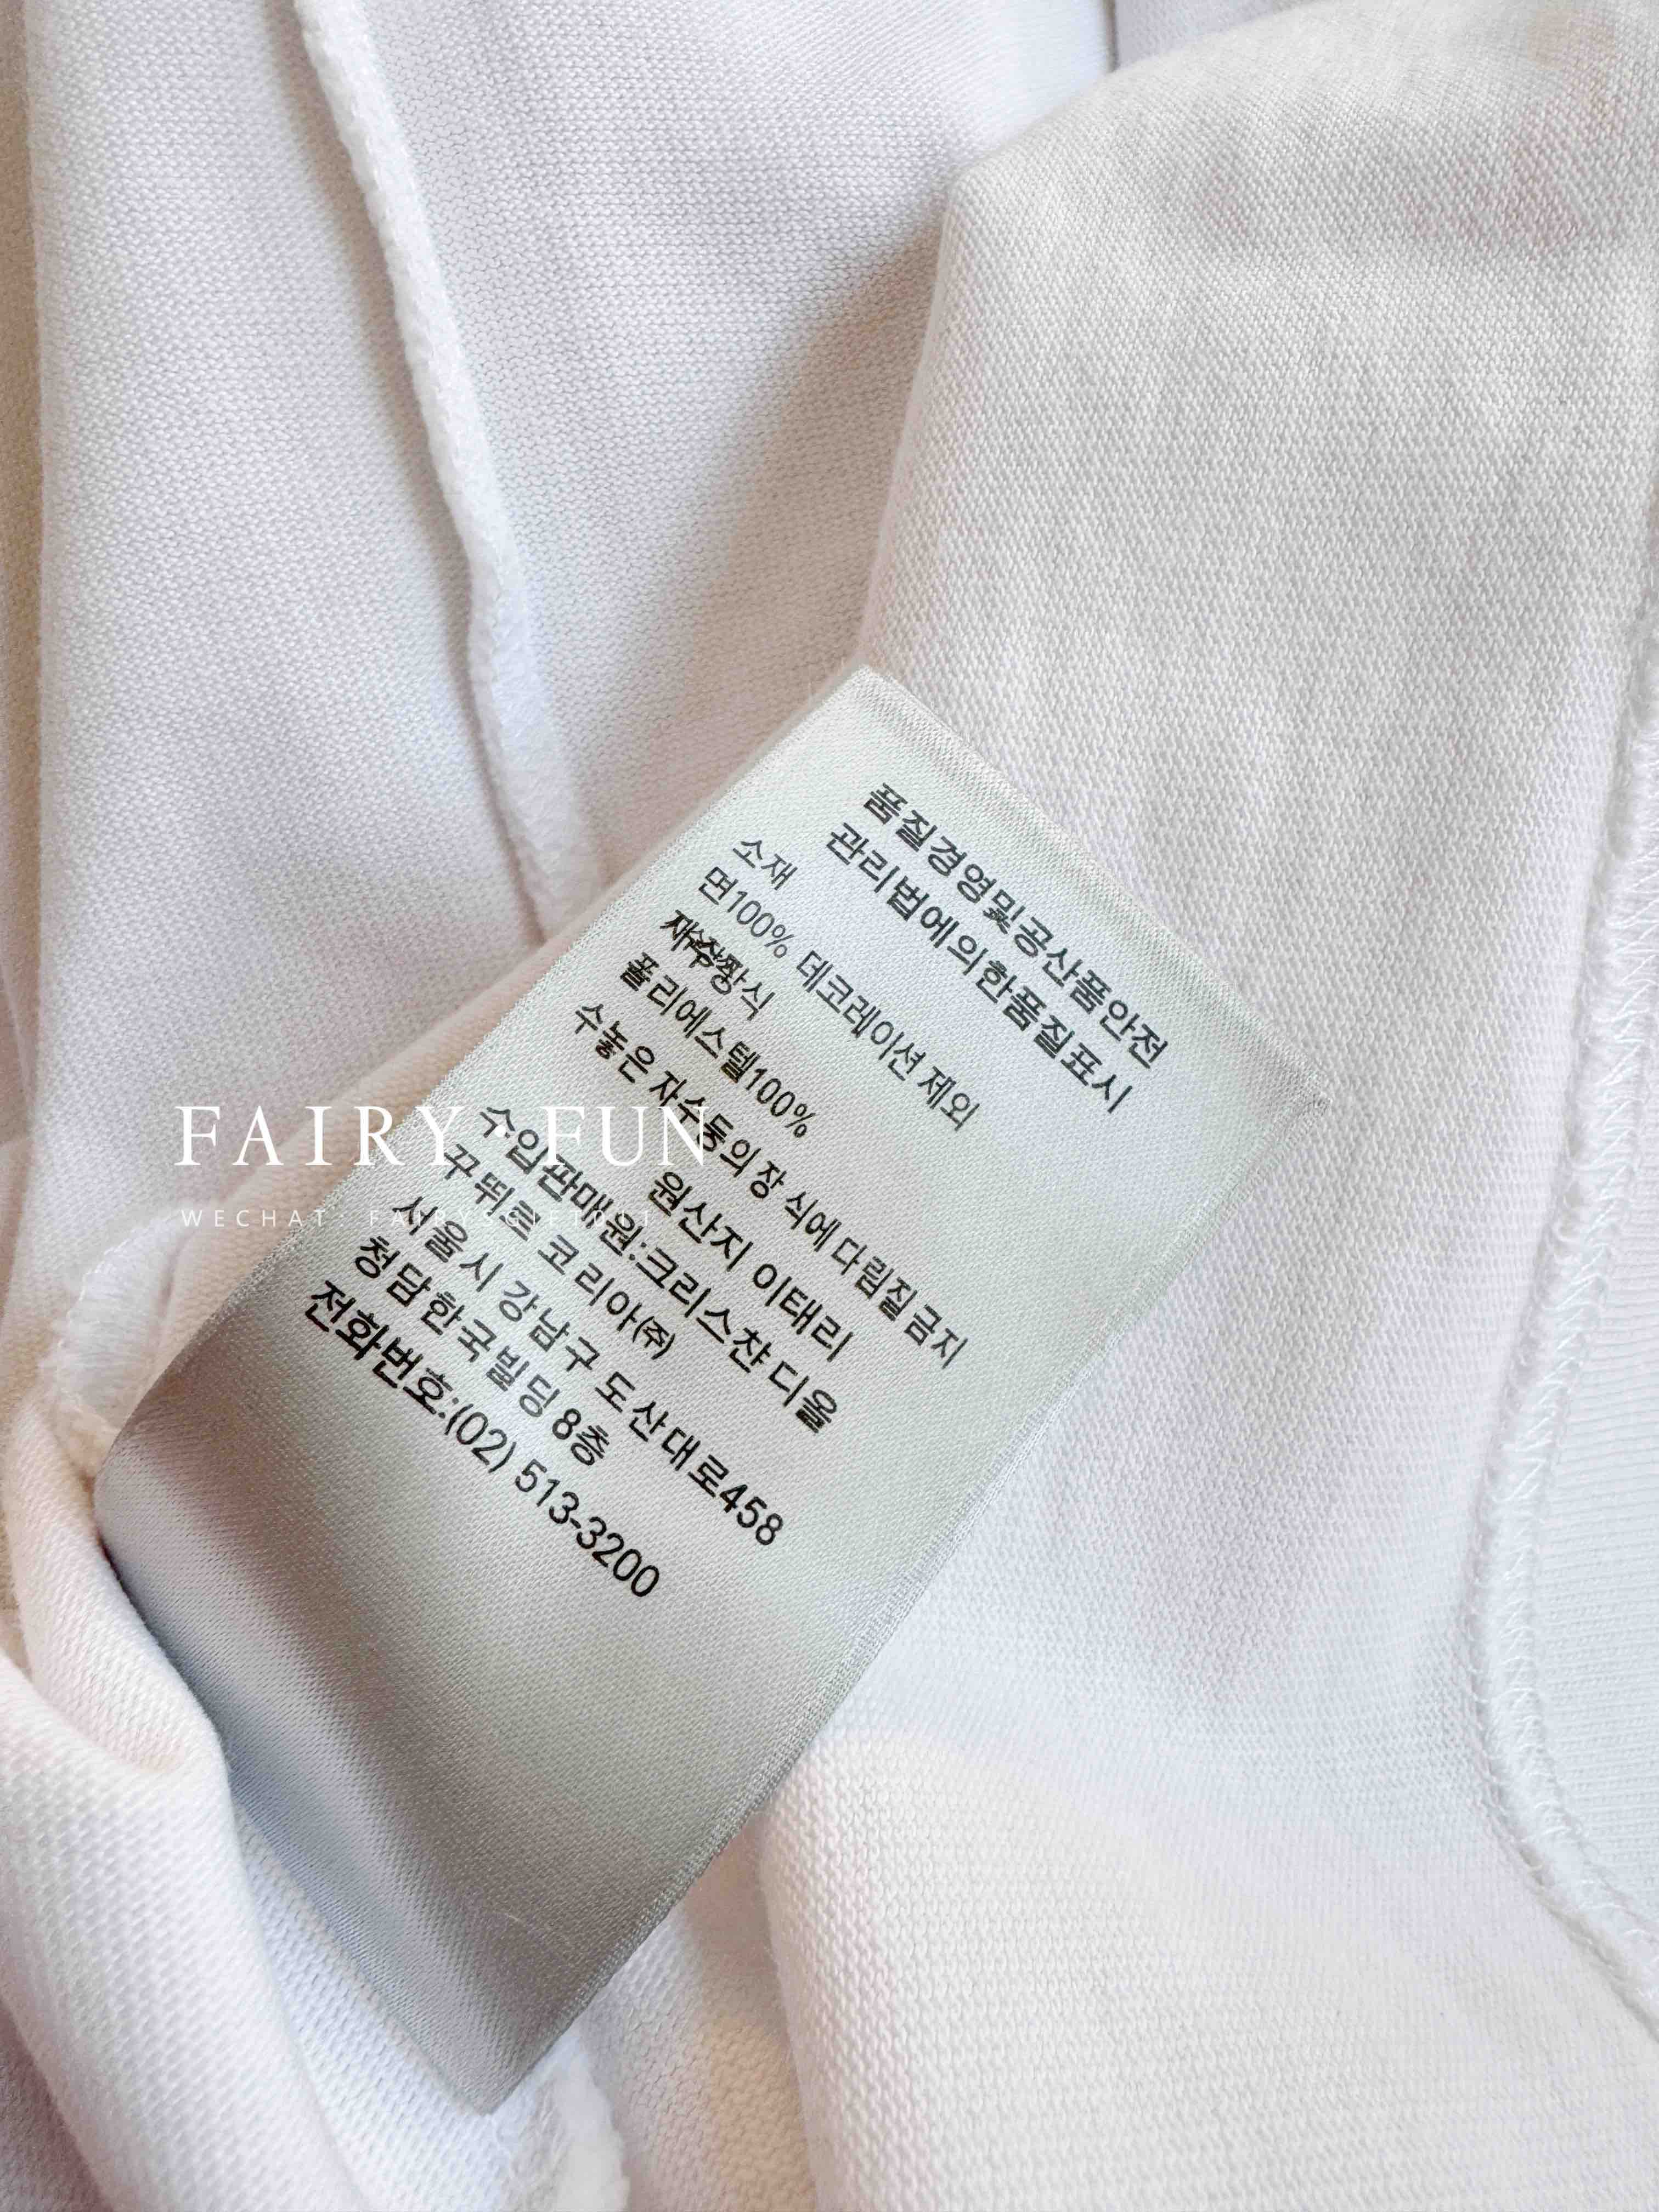 품질경영및공산품안전
관리법에의한품질표시
소재
면100% 데코레이션 제외
폴리에스텔100%
수놓은 자수등의 장 식에 다림질 금지
원산지 이태리
수입판매원:크리스챤 디올
꾸뛰르 코리아(주)
서울시 강남구 도산대로458
청담한국빌딩 8층
전화번호:(02) 513-3200
FAIRY FUN
WECHAT: